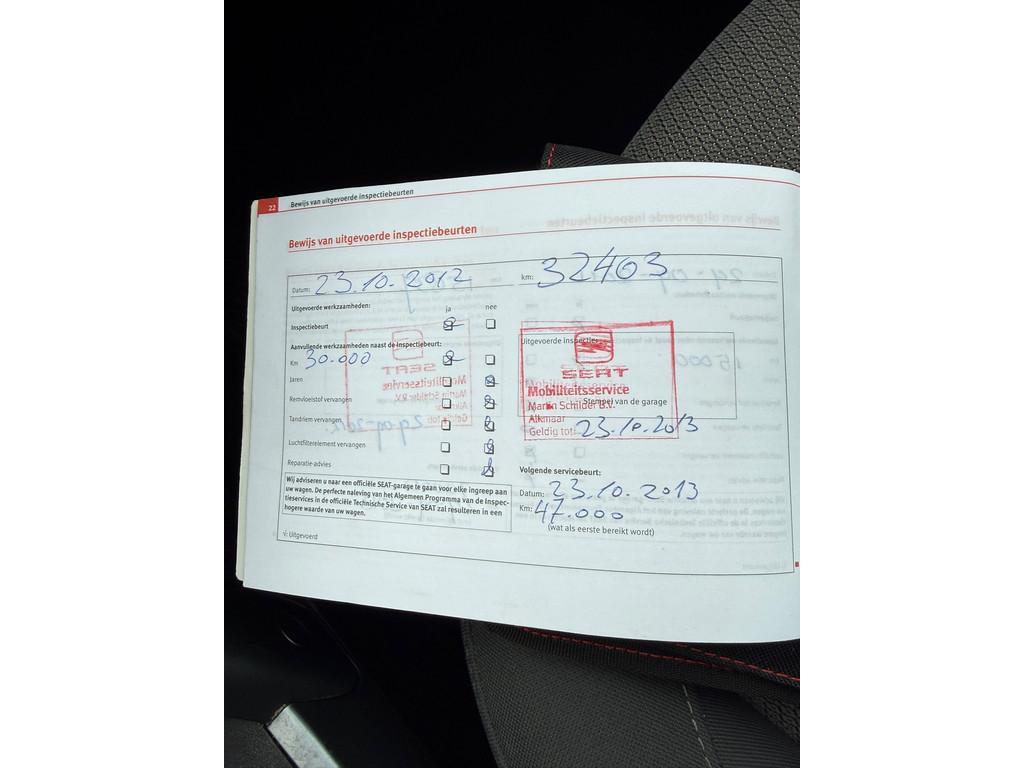 22 Bewijs van uitgevoerde inspectiebeurten
Bewijs van uitgevoerde inspectiebeurten
Datum: 23.10.2012 km: 32403
Uitgevoerde werkzaamheden: ja nee
Inspectiebeurt
Aanvullende werkzaamheden naast de Inspectiebeurt:
Km 30.000
Jaren
Remvloeistof vervangen
Tandriem vervangen
Luchtfilterelement vervangen
Reparatie-advies
Wij adviseren u naar een officiële SEAT-garage te gaan voor elke ingreep aan
uw wagen. De perfecte naleving van het Algemeen Programma van de Inspec-
tieservices in de officiële Technische Service van SEAT zal resulteren in een
hogere waarde van uw wagen.
√: Uitgevoerd
Uitgevoerde inspecties
SEAT
Mobiliteitsservice
Martin Schilder B.V.
Stempel van de garage
Alkmaar
Geldig tot: 23.10.2013
Volgende servicebeurt:
Datum: 23.10.2013
Km: 47.000
(wat als eerste bereikt wordt)